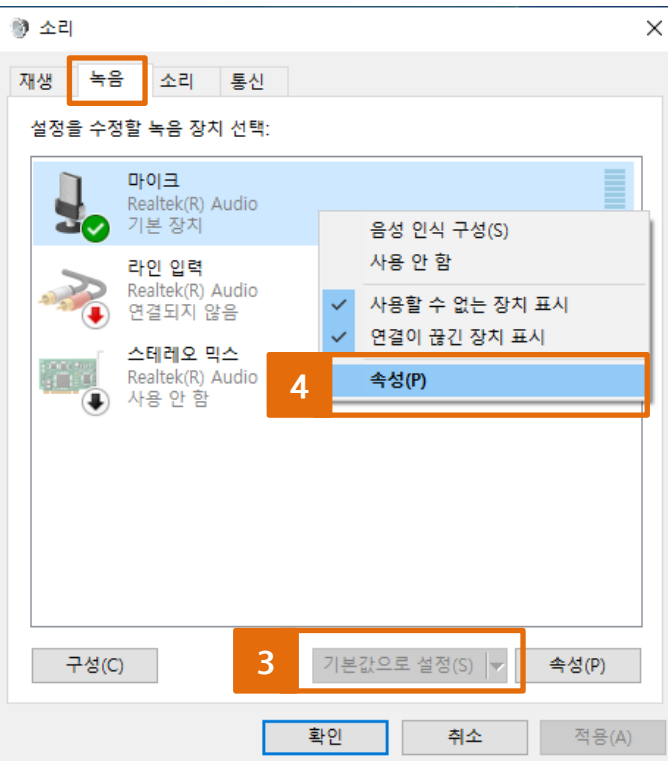 소리
재생 녹음 소리 통신
설정을 수정할 녹음 장치 선택:
마이크
Realtek(R) Audio
기본 장치
라인 입력
Realtek(R) Audio
연결되지 않음
스테레오 믹스
Realtek(R) Audio
사용 안 함
음성 인식 구성(S)
사용 안 함
사용할 수 없는 장치 표시
연결이 끊긴 장치 표시
4 속성(P)
구성(C) 3 기본값으로 설정(S) 속성(P)
확인 취소 적용(A)